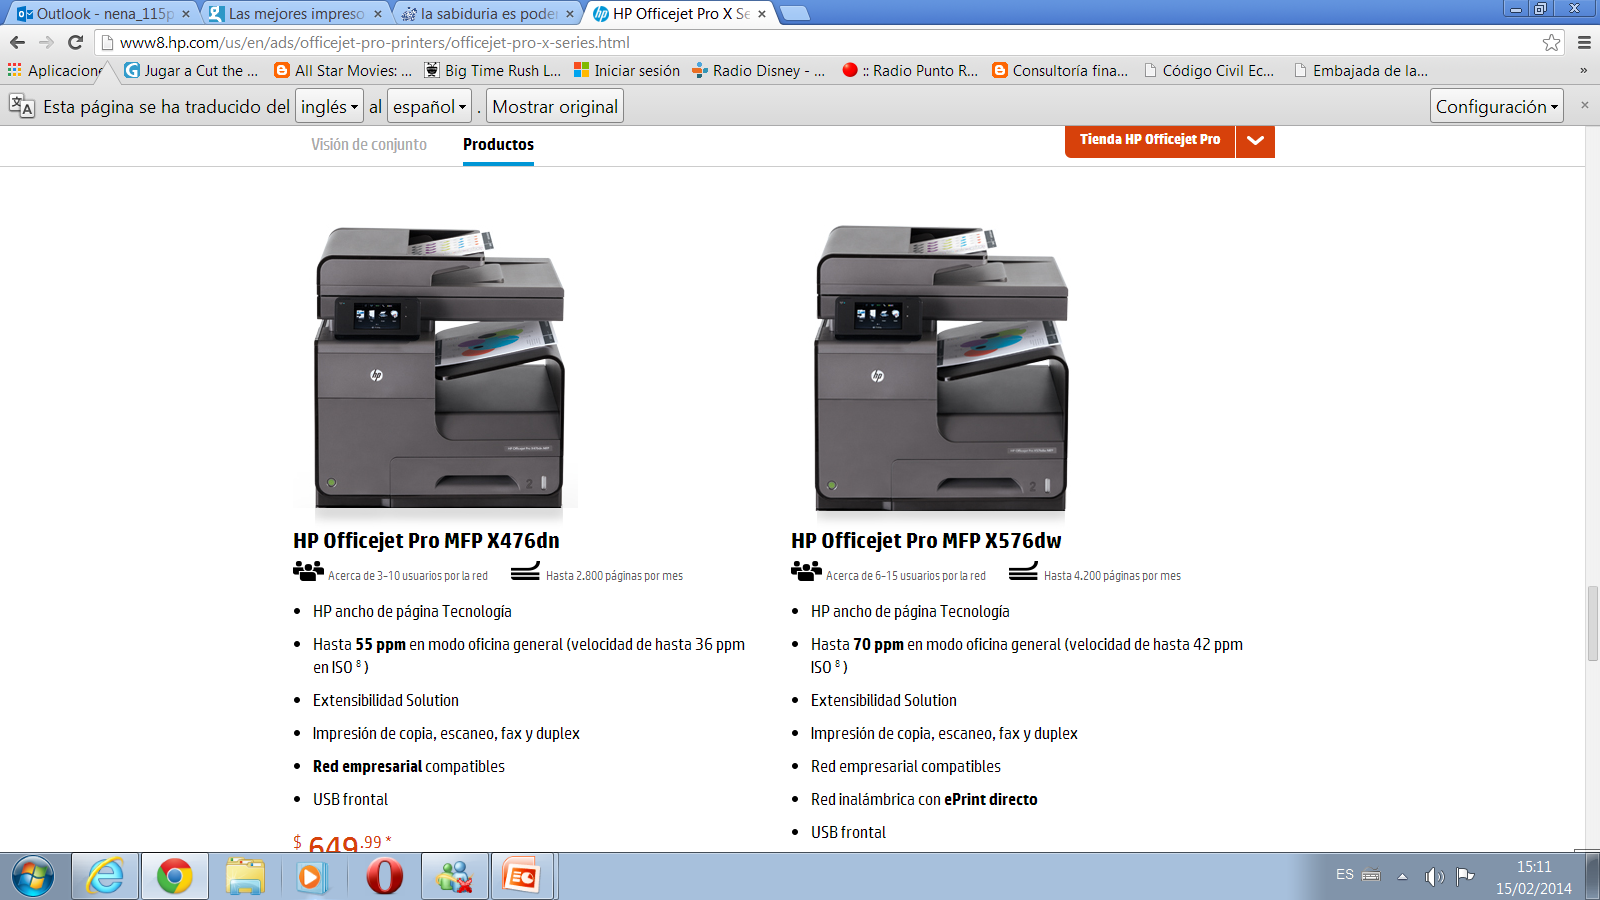 Outlook - nena_115p
Las mejores impreso
la sabiduria es poder
HP Officejet Pro X Se
www8.hp.com/us/en/ads/officejet-pro-printers/officejet-pro-x-series.html
Aplicacione
Jugar a Cut the ...
All Star Movies: ...
Big Time Rush L...
Iniciar sesión
Radio Disney - ...
:: Radio Punto R...
Consultoría fina...
Código Civil Ec...
Embajada de la...
»
Esta página se ha traducido del inglés al español . Mostrar original
Configuración
Visión de conjunto
Productos
Tienda HP Officejet Pro
hp
2
hp
2
HP Officejet Pro MFP X476dn
Acerca de 3-10 usuarios por la red
Hasta 2.800 páginas por mes
• HP ancho de página Tecnología
• Hasta 55 ppm en modo oficina general (velocidad de hasta 36 ppm
en ISO 8 )
• Extensibilidad Solution
• Impresión de copia, escaneo, fax y duplex
• Red empresarial compatibles
• USB frontal
$ 649.99 *
HP Officejet Pro MFP X576dw
Acerca de 6-15 usuarios por la red
Hasta 4.200 páginas por mes
• HP ancho de página Tecnología
• Hasta 70 ppm en modo oficina general (velocidad de hasta 42 ppm
ISO 8 )
• Extensibilidad Solution
• Impresión de copia, escaneo, fax y duplex
• Red empresarial compatibles
• Red inalámbrica con ePrint directo
• USB frontal
ES
15:11
15/02/2014